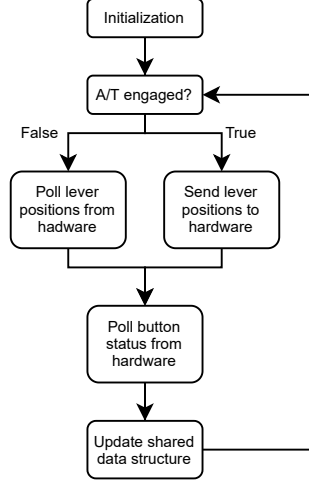 Initialization
A/T engaged?
False
True
Poll lever
positions from
hadware
Send lever
positions to
hardware
Poll button
status from
hardware
Update shared
data structure